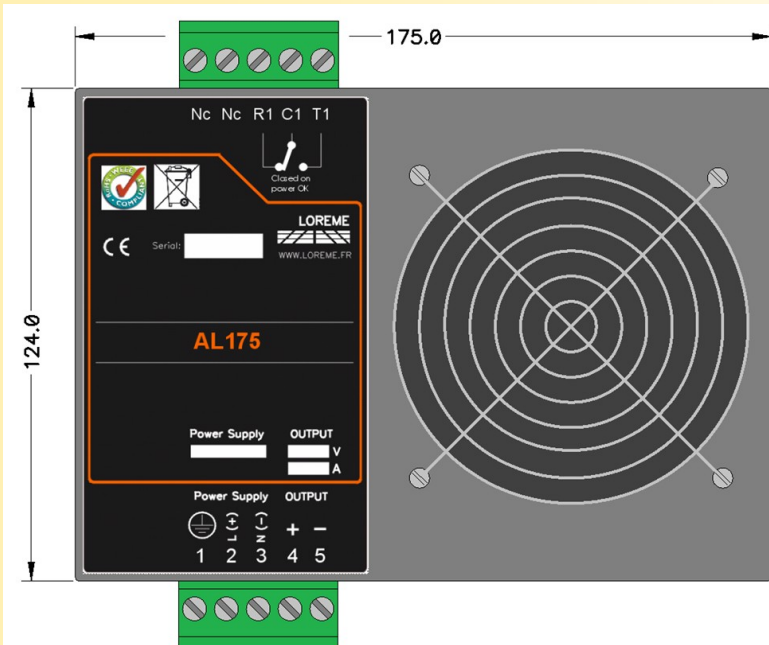 175.0
124.0
Nc Nc R1 C1 T1
Closed on
power OK
LOREME
WWW.LOREME.FR
CE Serial:
AL175
Power Supply OUTPUT
V
A
Power Supply OUTPUT
L(+) N(-) + -
1 2 3 4 5